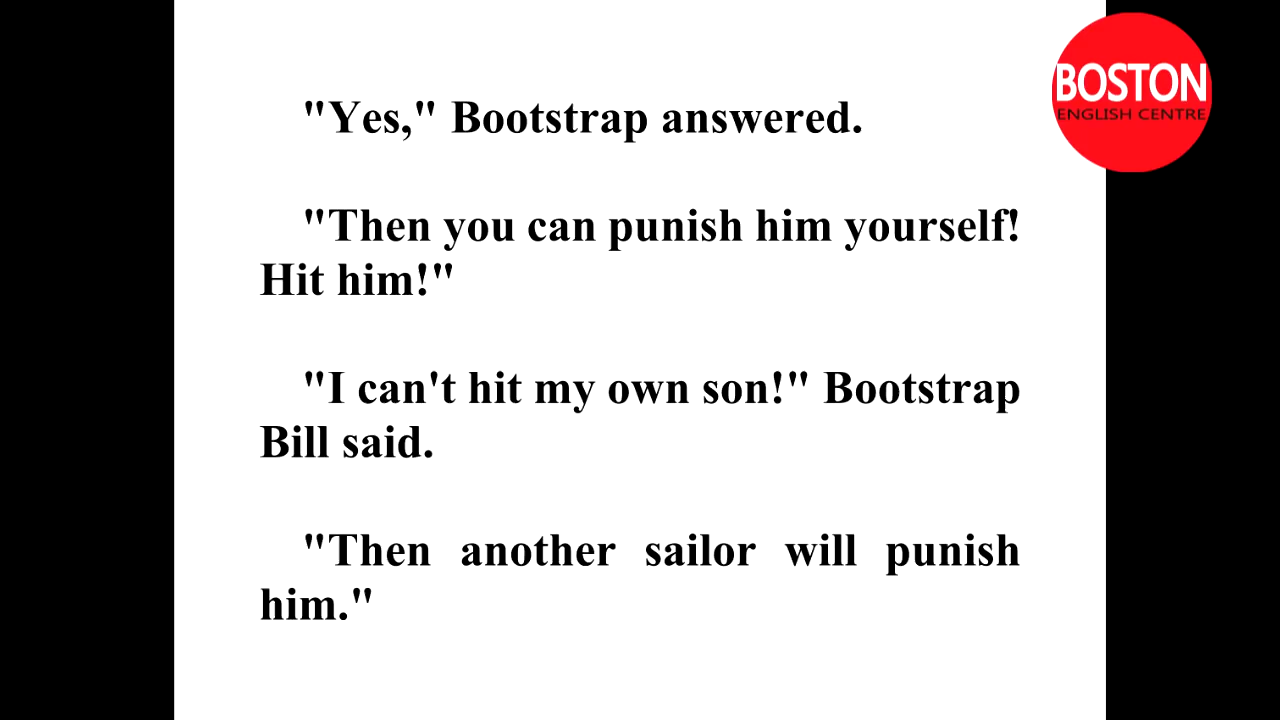 BOSTON
ENGLISH CENTRE
"Yes," Bootstrap answered.
"Then you can punish him yourself!
Hit him!"
"I can't hit my own son!" Bootstrap
Bill said.
"Then another sailor will punish
him."